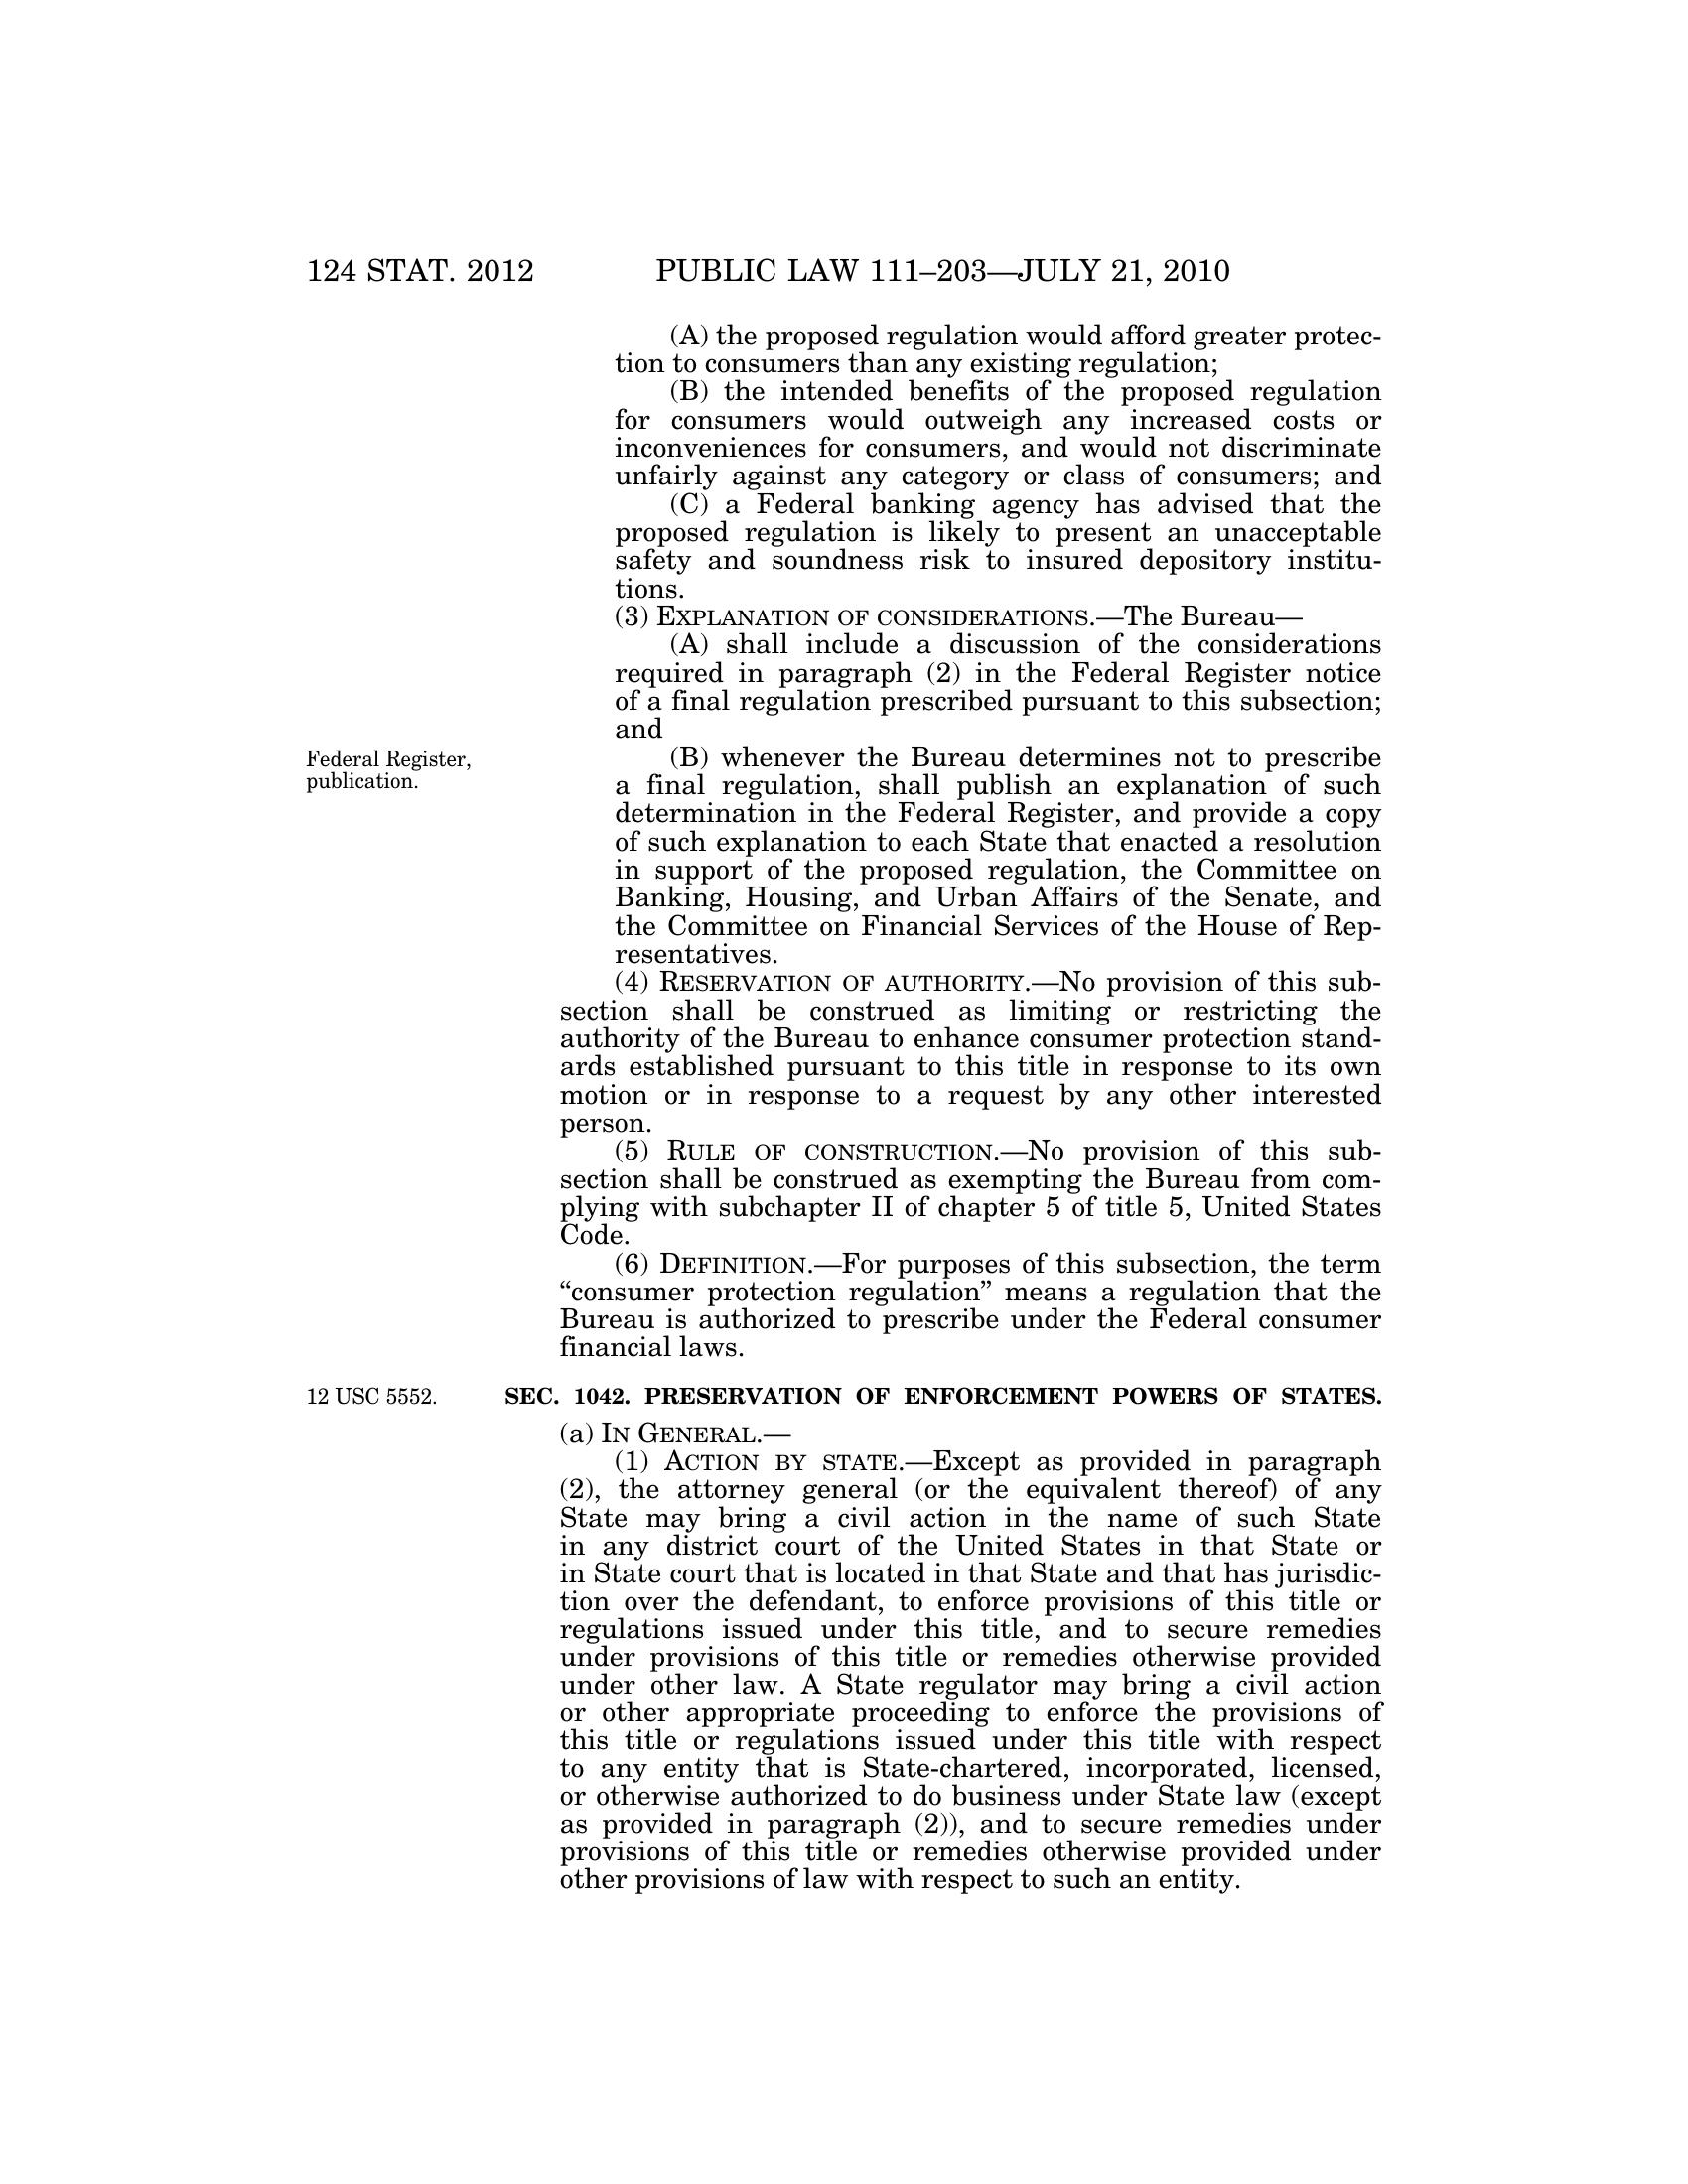 124 STAT. 2012 PUBLIC LAW 111–203—JULY 21, 2010
(A) the proposed regulation would afford greater protec-
tion to consumers than any existing regulation;
(B) the intended benefits of the proposed regulation
for consumers would outweigh any increased costs or
inconveniences for consumers, and would not discriminate
unfairly against any category or class of consumers; and
(C) a Federal banking agency has advised that the
proposed regulation is likely to present an unacceptable
safety and soundness risk to insured depository institu-
tions.
(3) EXPLANATION OF CONSIDERATIONS.—The Bureau—
(A) shall include a discussion of the considerations
required in paragraph (2) in the Federal Register notice
of a final regulation prescribed pursuant to this subsection;
and
Federal Register,
publication.
(B) whenever the Bureau determines not to prescribe
a final regulation, shall publish an explanation of such
determination in the Federal Register, and provide a copy
of such explanation to each State that enacted a resolution
in support of the proposed regulation, the Committee on
Banking, Housing, and Urban Affairs of the Senate, and
the Committee on Financial Services of the House of Rep-
resentatives.
(4) RESERVATION OF AUTHORITY.—No provision of this sub-
section shall be construed as limiting or restricting the
authority of the Bureau to enhance consumer protection stand-
ards established pursuant to this title in response to its own
motion or in response to a request by any other interested
person.
(5) RULE OF CONSTRUCTION.—No provision of this sub-
section shall be construed as exempting the Bureau from com-
plying with subchapter II of chapter 5 of title 5, United States
Code.
(6) DEFINITION.—For purposes of this subsection, the term
“consumer protection regulation” means a regulation that the
Bureau is authorized to prescribe under the Federal consumer
financial laws.
12 USC 5552.
SEC. 1042. PRESERVATION OF ENFORCEMENT POWERS OF STATES.
(a) IN GENERAL.—
(1) ACTION BY STATE.—Except as provided in paragraph
(2), the attorney general (or the equivalent thereof) of any
State may bring a civil action in the name of such State
in any district court of the United States in that State or
in State court that is located in that State and that has jurisdic-
tion over the defendant, to enforce provisions of this title or
regulations issued under this title, and to secure remedies
under provisions of this title or remedies otherwise provided
under other law. A State regulator may bring a civil action
or other appropriate proceeding to enforce the provisions of
this title or regulations issued under this title with respect
to any entity that is State-chartered, incorporated, licensed,
or otherwise authorized to do business under State law (except
as provided in paragraph (2)), and to secure remedies under
provisions of this title or remedies otherwise provided under
other provisions of law with respect to such an entity.